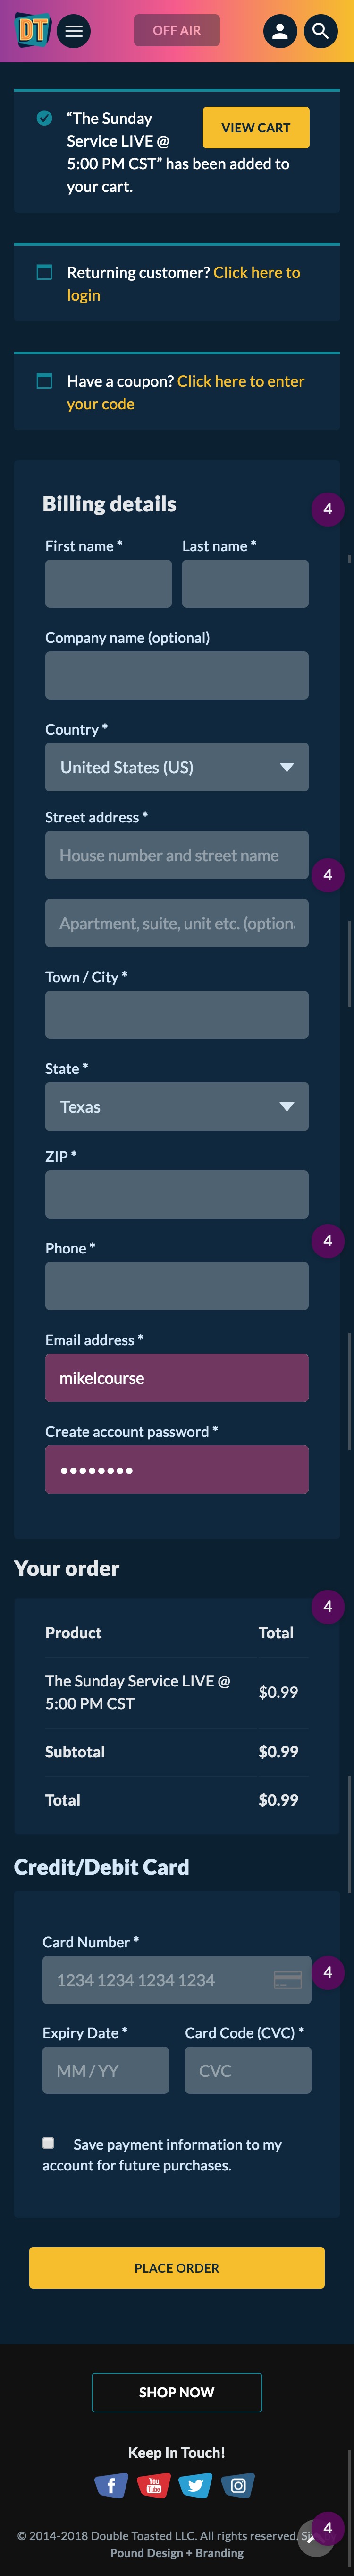 DT
OFF AIR
“The Sunday
Service LIVE @
5:00 PM CST” has been added to
your cart.
VIEW CART
Returning customer? Click here to
login
Have a coupon? Click here to enter
your code
Billing details
4
First name *
Last name *
Company name (optional)
Country *
United States (US)
Street address *
House number and street name
4
Apartment, suite, unit etc. (option
Town / City *
State *
Texas
ZIP *
4
Phone *
Email address *
mikelcourse
Create account password *
Your order
4
Product Total
The Sunday Service LIVE @
5:00 PM CST
$0.99
Subtotal $0.99
Total $0.99
Credit/Debit Card
Card Number *
1234 1234 1234 1234
4
Expiry Date *
Card Code (CVC) *
MM / YY
CVC
Save payment information to my
account for future purchases.
PLACE ORDER
SHOP NOW
Keep In Touch!
f
You
Tube
4
© 2014-2018 Double Toasted LLC. All rights reserved.
Pound Design + Branding